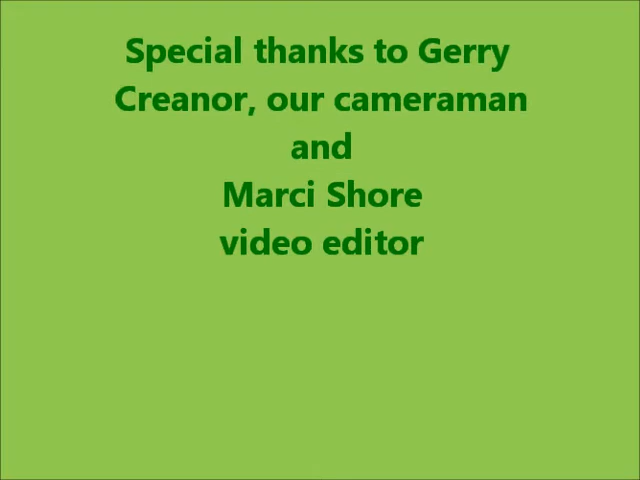 Special thanks to Gerry
Creanor, our cameraman
and
Marci Shore
video editor